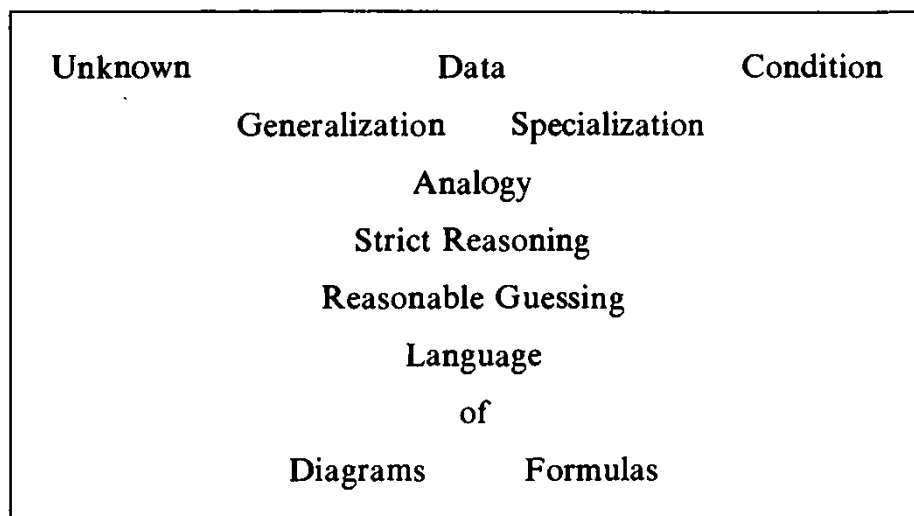 Unknown Data Condition
Generalization Specialization
Analogy
Strict Reasoning
Reasonable Guessing
Language
of
Diagrams Formulas